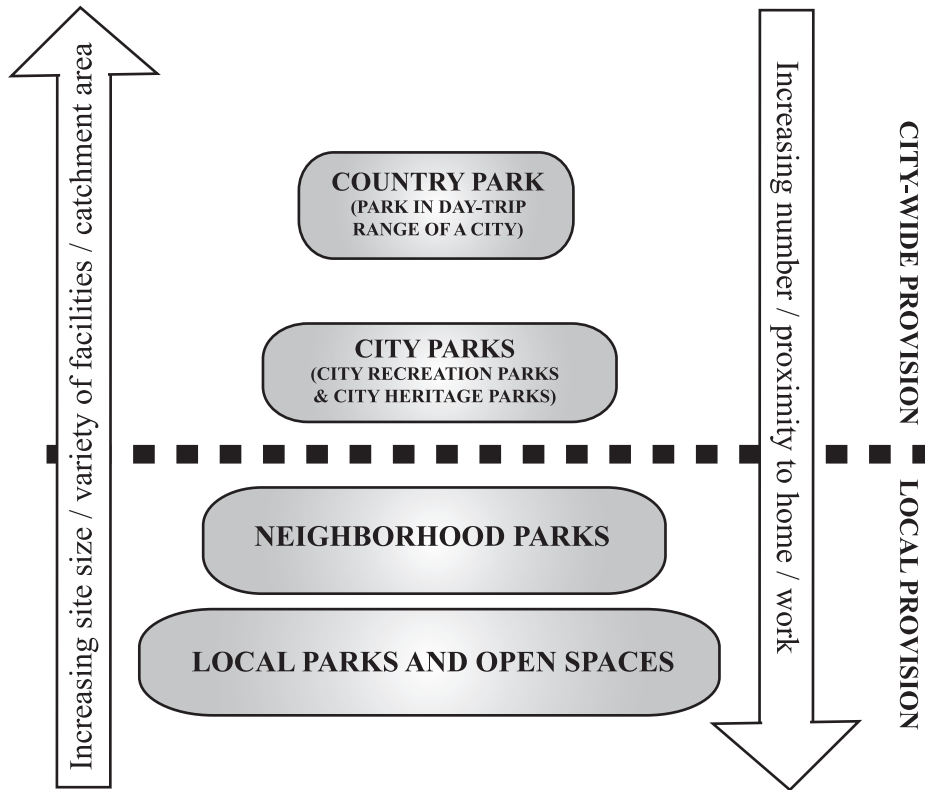 Increasing site size / variety of facilities / catchment area
COUNTRY PARK
(PARK IN DAY-TRIP
RANGE OF A CITY)
CITY PARKS
(CITY RECREATION PARKS
& CITY HERITAGE PARKS)
NEIGHBORHOOD PARKS
LOCAL PARKS AND OPEN SPACES
Increasing number / proximity to home / work
CITY-WIDE PROVISION
LOCAL PROVISION